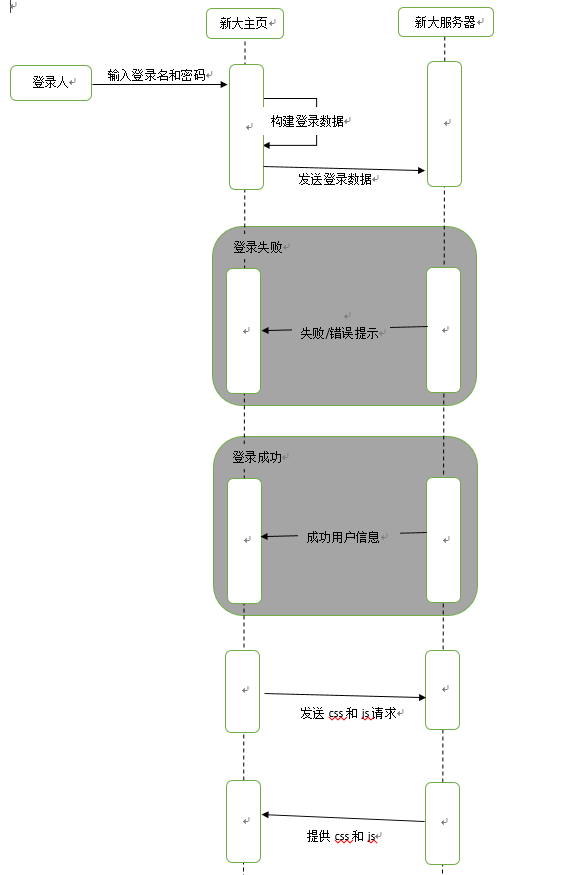 新大主页
新大服务器
登录人
输入登录名和密码
构建登录数据
发送登录数据
登录失败
失败/错误提示
登录成功
成功用户信息
发送 css 和 js 请求
提供 css 和 js